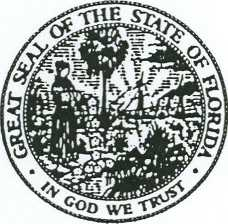 GREAT SEAL OF THE STATE OF FLORIDA
• IN GOD WE TRUST •